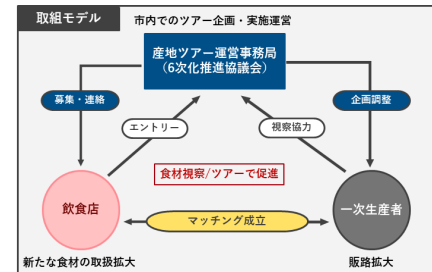 取組モデル
市内でのツアー企画・実施運営
産地ツアー運営事務局
（6次化推進協議会）
募集・連絡
企画調整
エントリー
視察協力
食材視察/ツアーで促進
飲食店
一次生産者
マッチング成立
新たな食材の取扱拡大
販路拡大